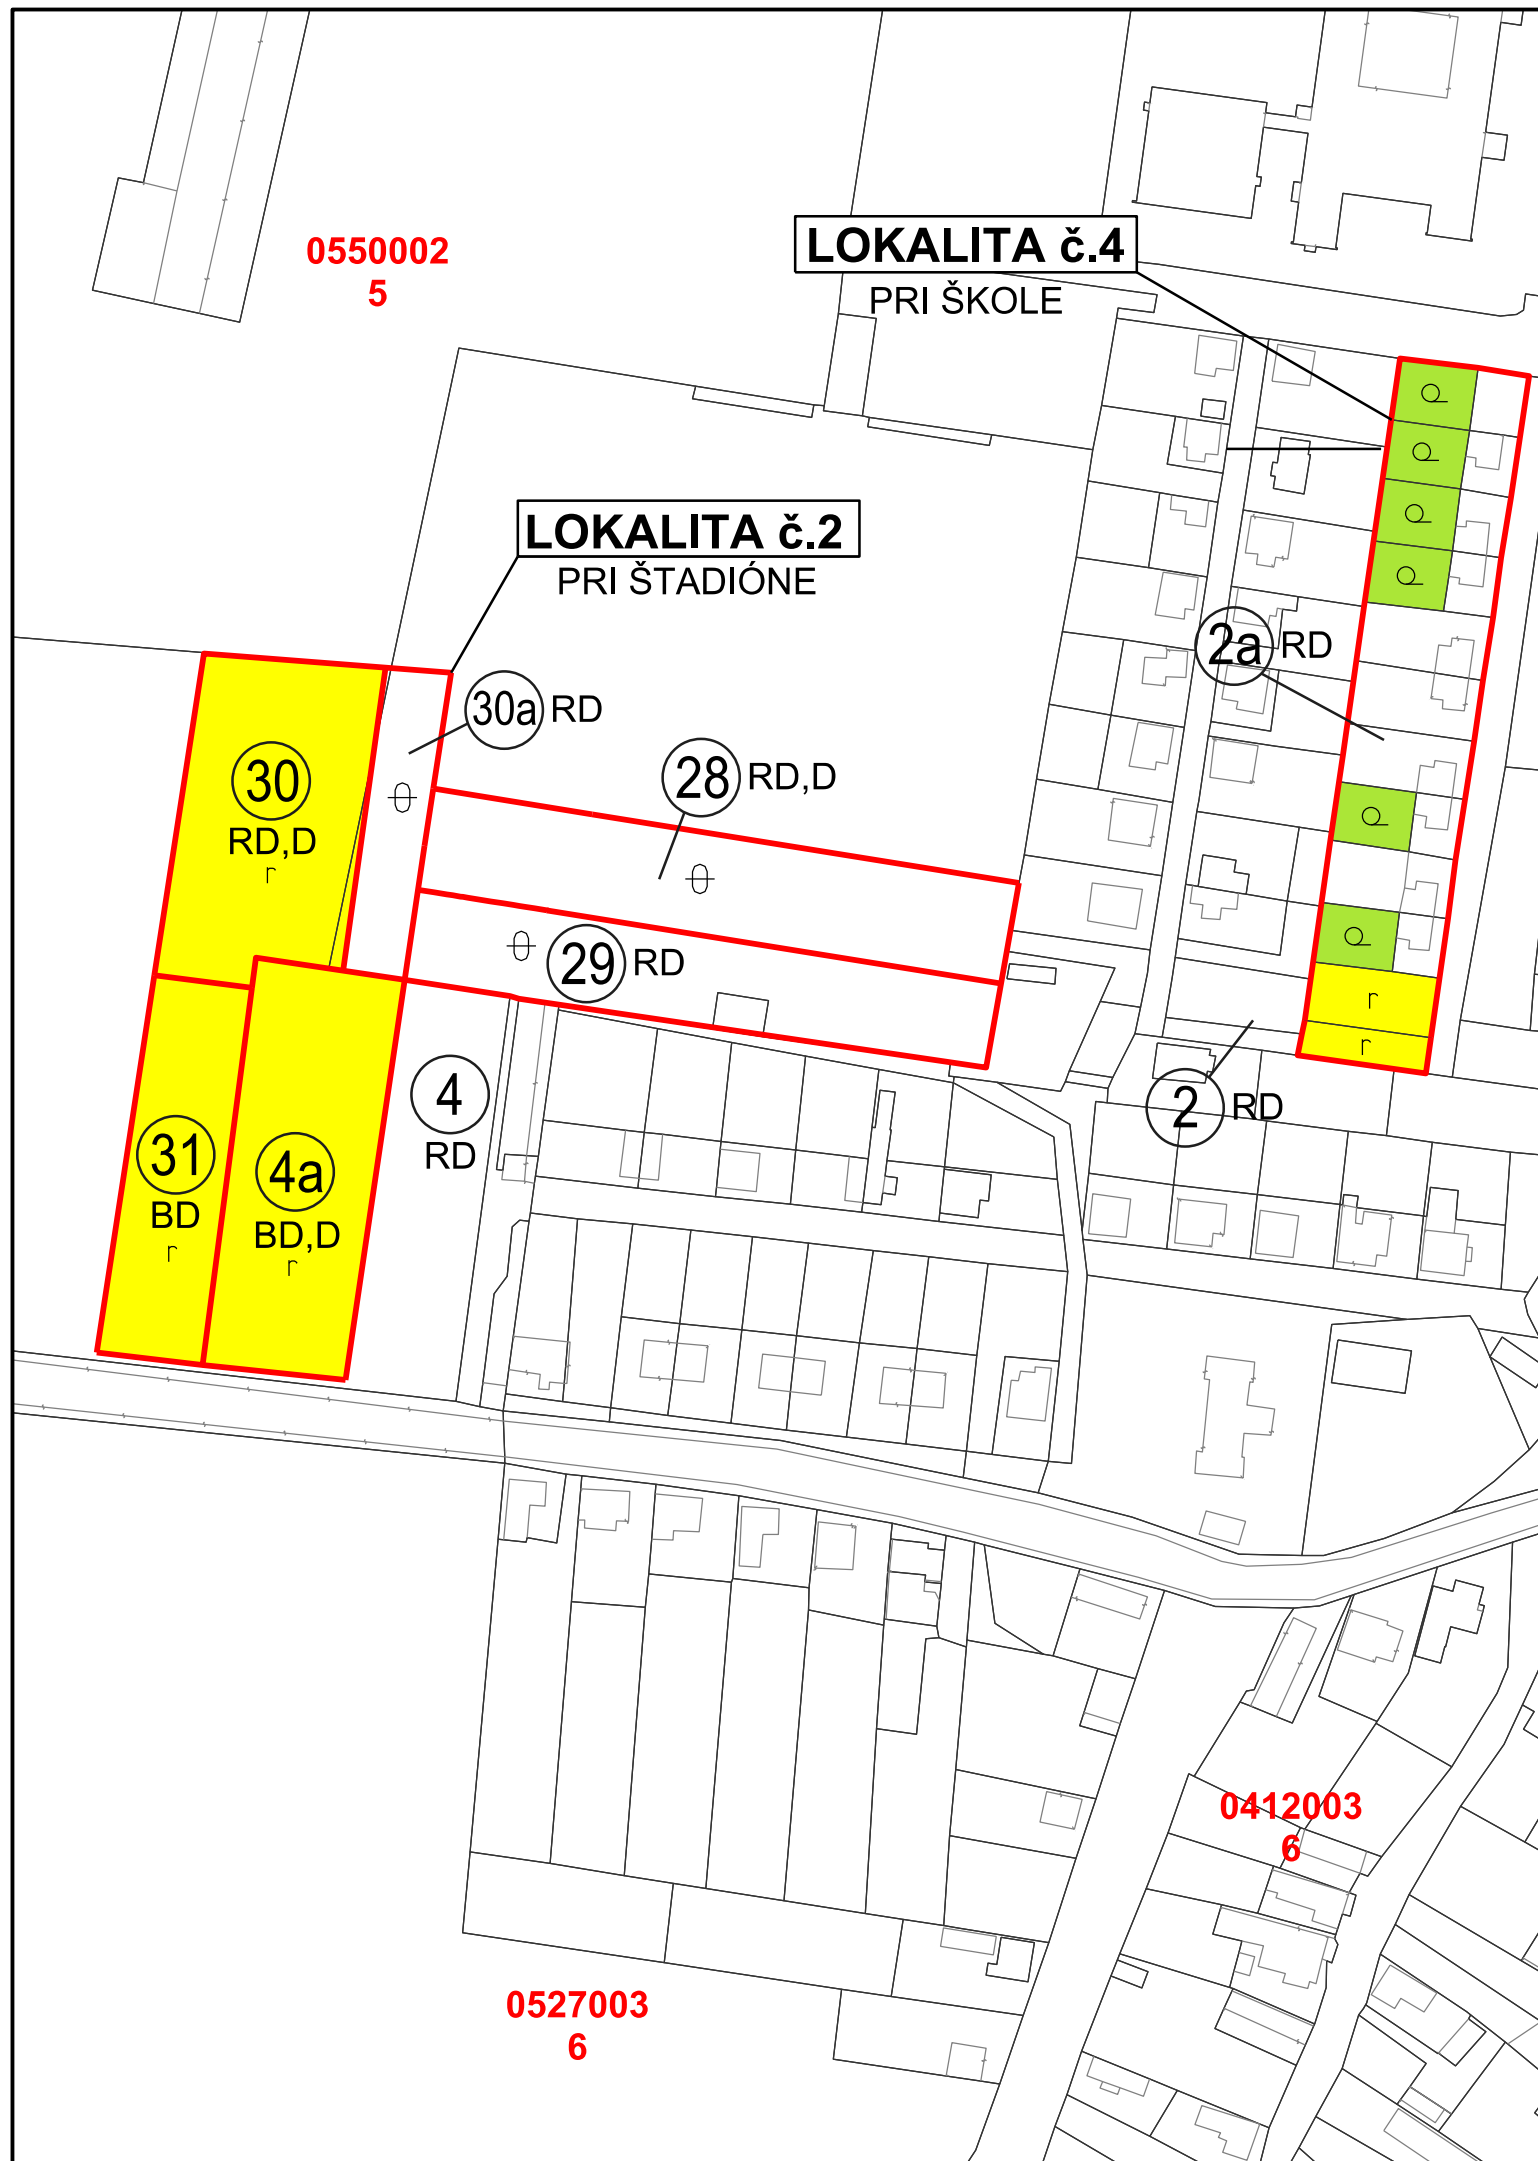 0550002
5
LOKALITA č.4
PRI ŠKOLE
LOKALITA č.2
PRI ŠTADIÓNE
2a RD
30a RD
28 RD,D
30
RD,D
r
29 RD
r
r
4
RD
2 RD
31
BD
r
4a
BD,D
r
0412003
6
0527003
6